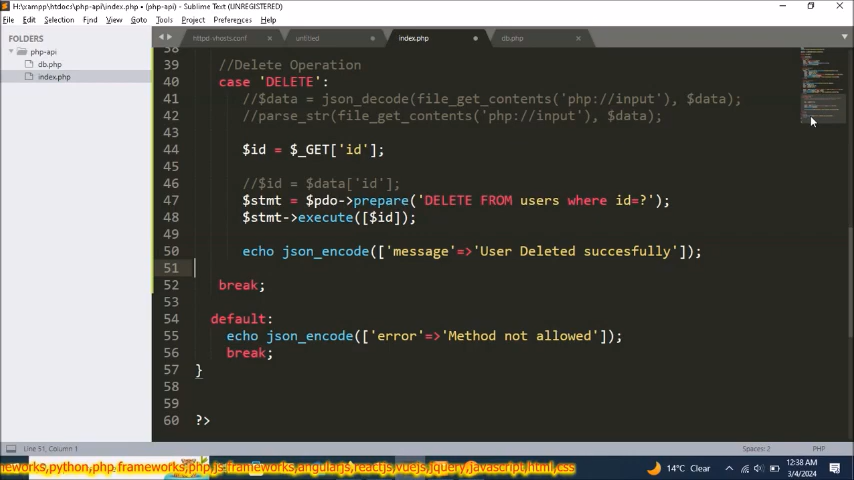 H:\xampp\htdocs\php-api\index.php (php-api) • - Sublime Text (UNREGISTERED)
File Edit Selection Find View Goto Tools Project Preferences Help
FOLDERS
php-api
db.php
index.php
httpd-vhosts.conf
untitled
index.php
db.php
38
39 //Delete Operation
40 case 'DELETE':
41 //$data = json_decode(file_get_contents('php://input'), $data);
42 //parse_str(file_get_contents('php://input'), $data);
43
44 $id = $_GET['id'];
45
46 //$id = $data['id'];
47 $stmt = $pdo->prepare('DELETE FROM users where id=?');
48 $stmt->execute([$id]);
49
50 echo json_encode(['message'=>'User Deleted succesfully']);
51
52 break;
53
54 default:
55 echo json_encode(['error'=>'Method not allowed']);
56 break;
57 }
58
59
60 ?>
Line 51, Column 1
Spaces: 2
PHP
neworks,python,php frameworks,php,js frameworks,angularjs,reactjs,vuejs,jquery,javascript,html,css
14°C Clear
12:38 AM
3/4/2024